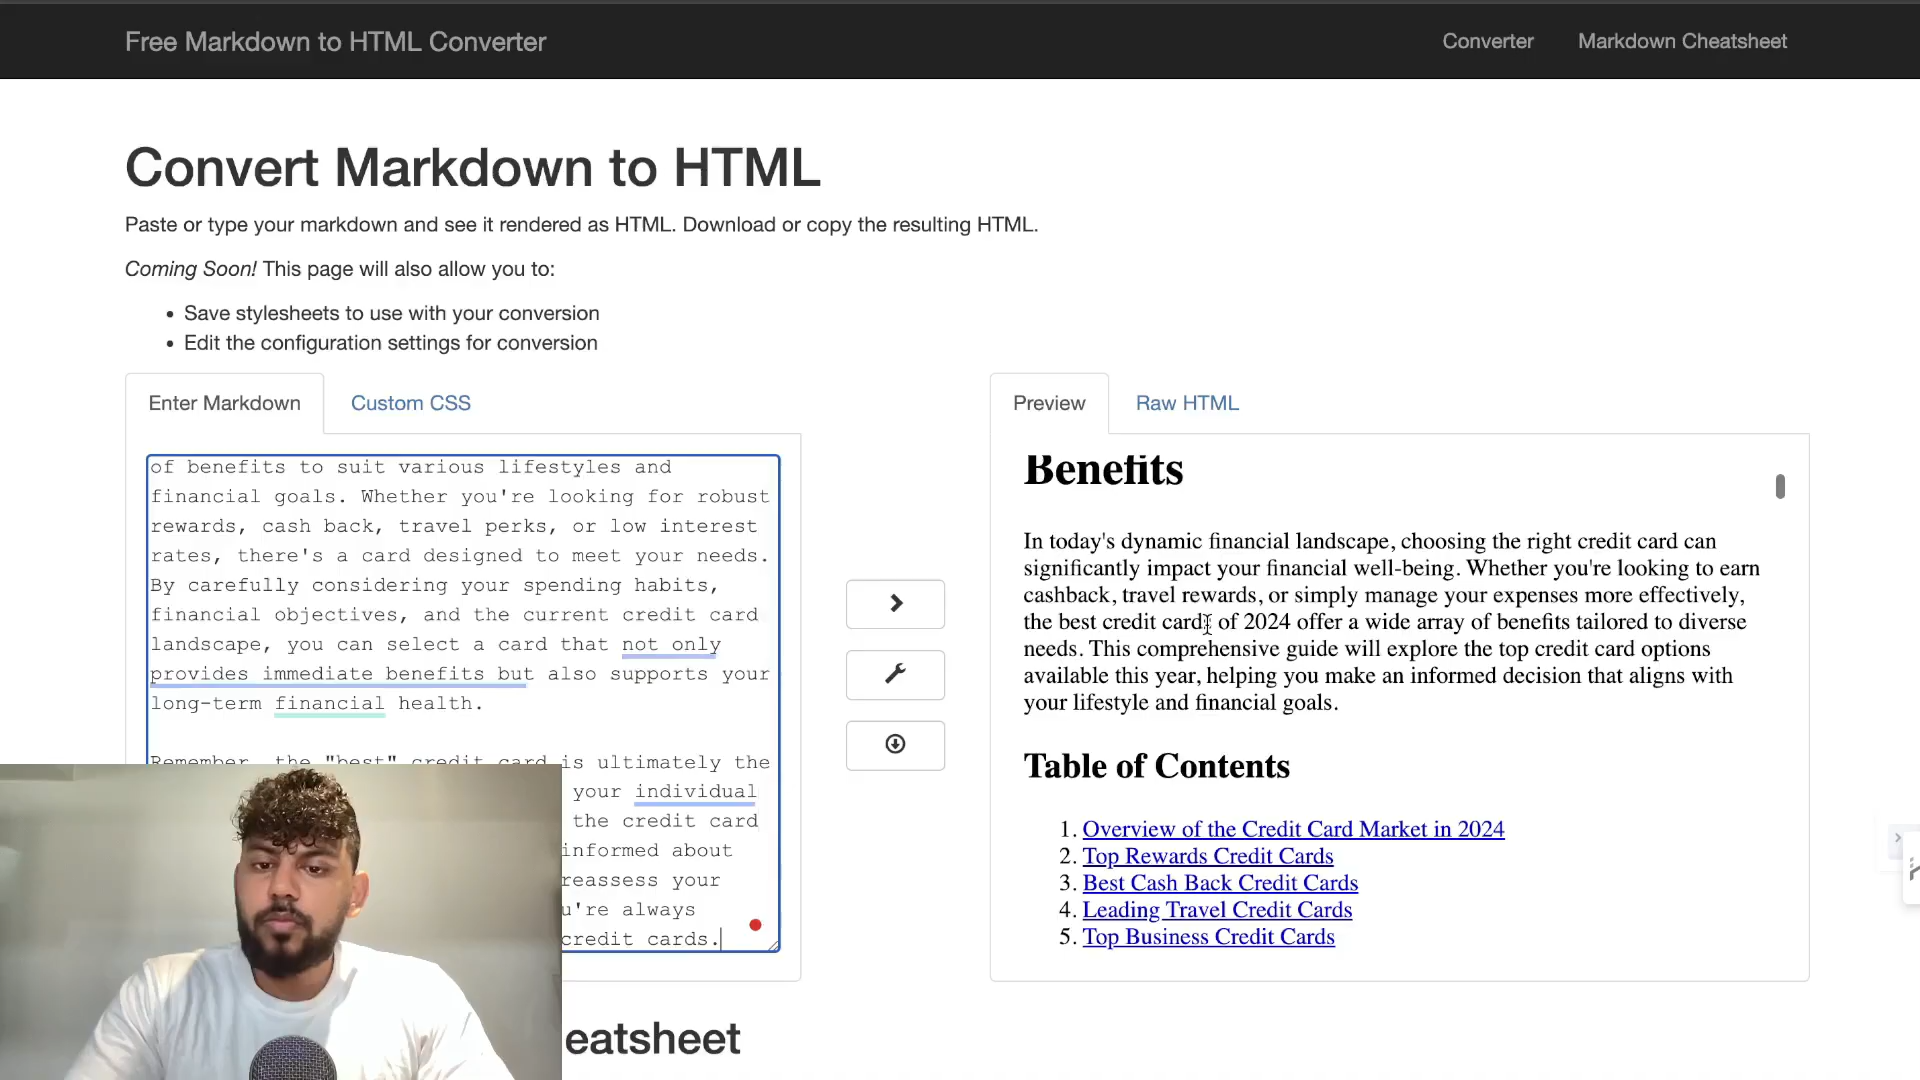 Free Markdown to HTML Converter
Converter
Markdown Cheatsheet
Convert Markdown to HTML
Paste or type your markdown and see it rendered as HTML. Download or copy the resulting HTML.
Coming Soon! This page will also allow you to:
• Save stylesheets to use with your conversion
• Edit the configuration settings for conversion
Enter Markdown
Custom CSS
of benefits to suit various lifestyles and
financial goals. Whether you're looking for robust
rewards, cash back, travel perks, or low interest
rates, there's a card designed to meet your needs.
By carefully considering your spending habits,
financial objectives, and the current credit card
landscape, you can select a card that not only
provides immediate benefits but also supports your
long-term financial health.
Remember, the "best" credit card is ultimately the
your individual
the credit card
informed about
reassess your
u're always
credit cards.
Preview
Raw HTML
Benefits
In today's dynamic financial landscape, choosing the right credit card can
significantly impact your financial well-being. Whether you're looking to earn
cashback, travel rewards, or simply manage your expenses more effectively,
the best credit cards of 2024 offer a wide array of benefits tailored to diverse
needs. This comprehensive guide will explore the top credit card options
available this year, helping you make an informed decision that aligns with
your lifestyle and financial goals.
Table of Contents
1. Overview of the Credit Card Market in 2024
2. Top Rewards Credit Cards
3. Best Cash Back Credit Cards
4. Leading Travel Credit Cards
5. Top Business Credit Cards
eatsheet